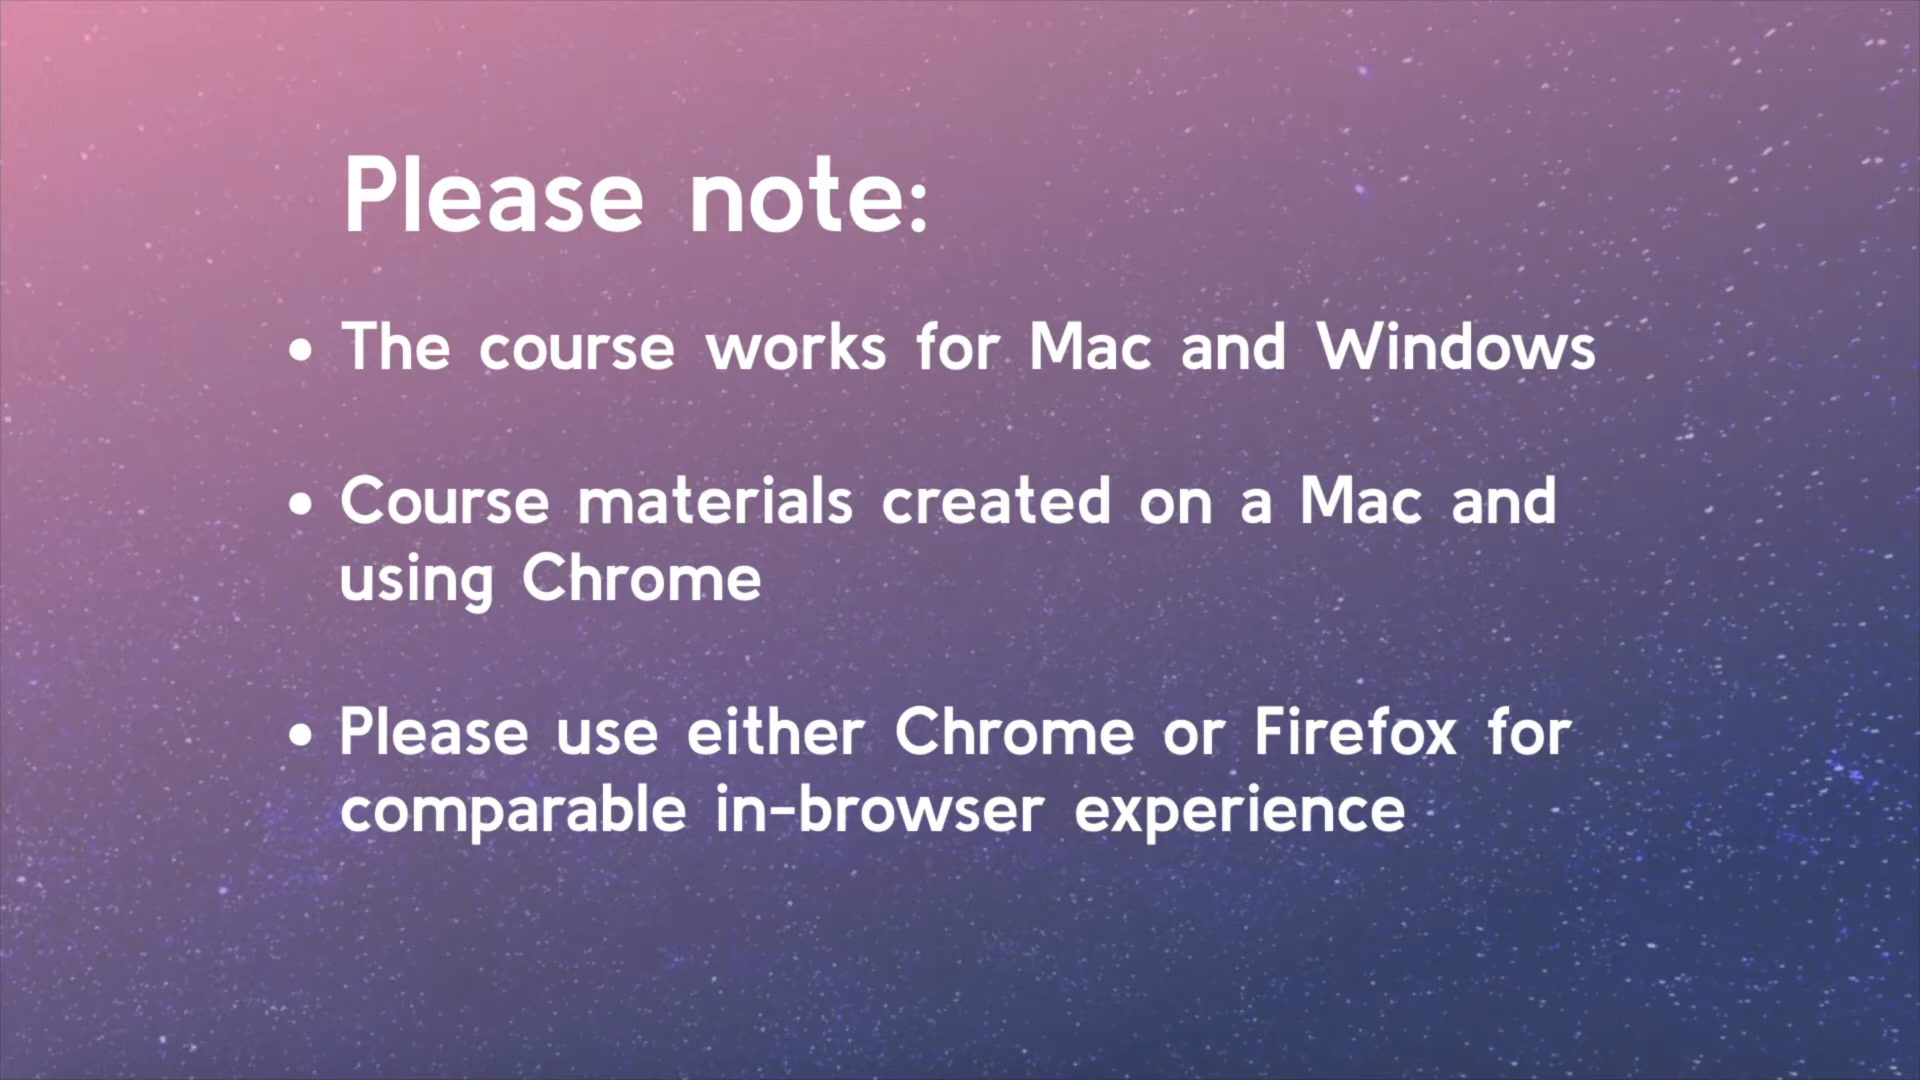 Please note:
• The course works for Mac and Windows
• Course materials created on a Mac and
using Chrome
• Please use either Chrome or Firefox for
comparable in-browser experience